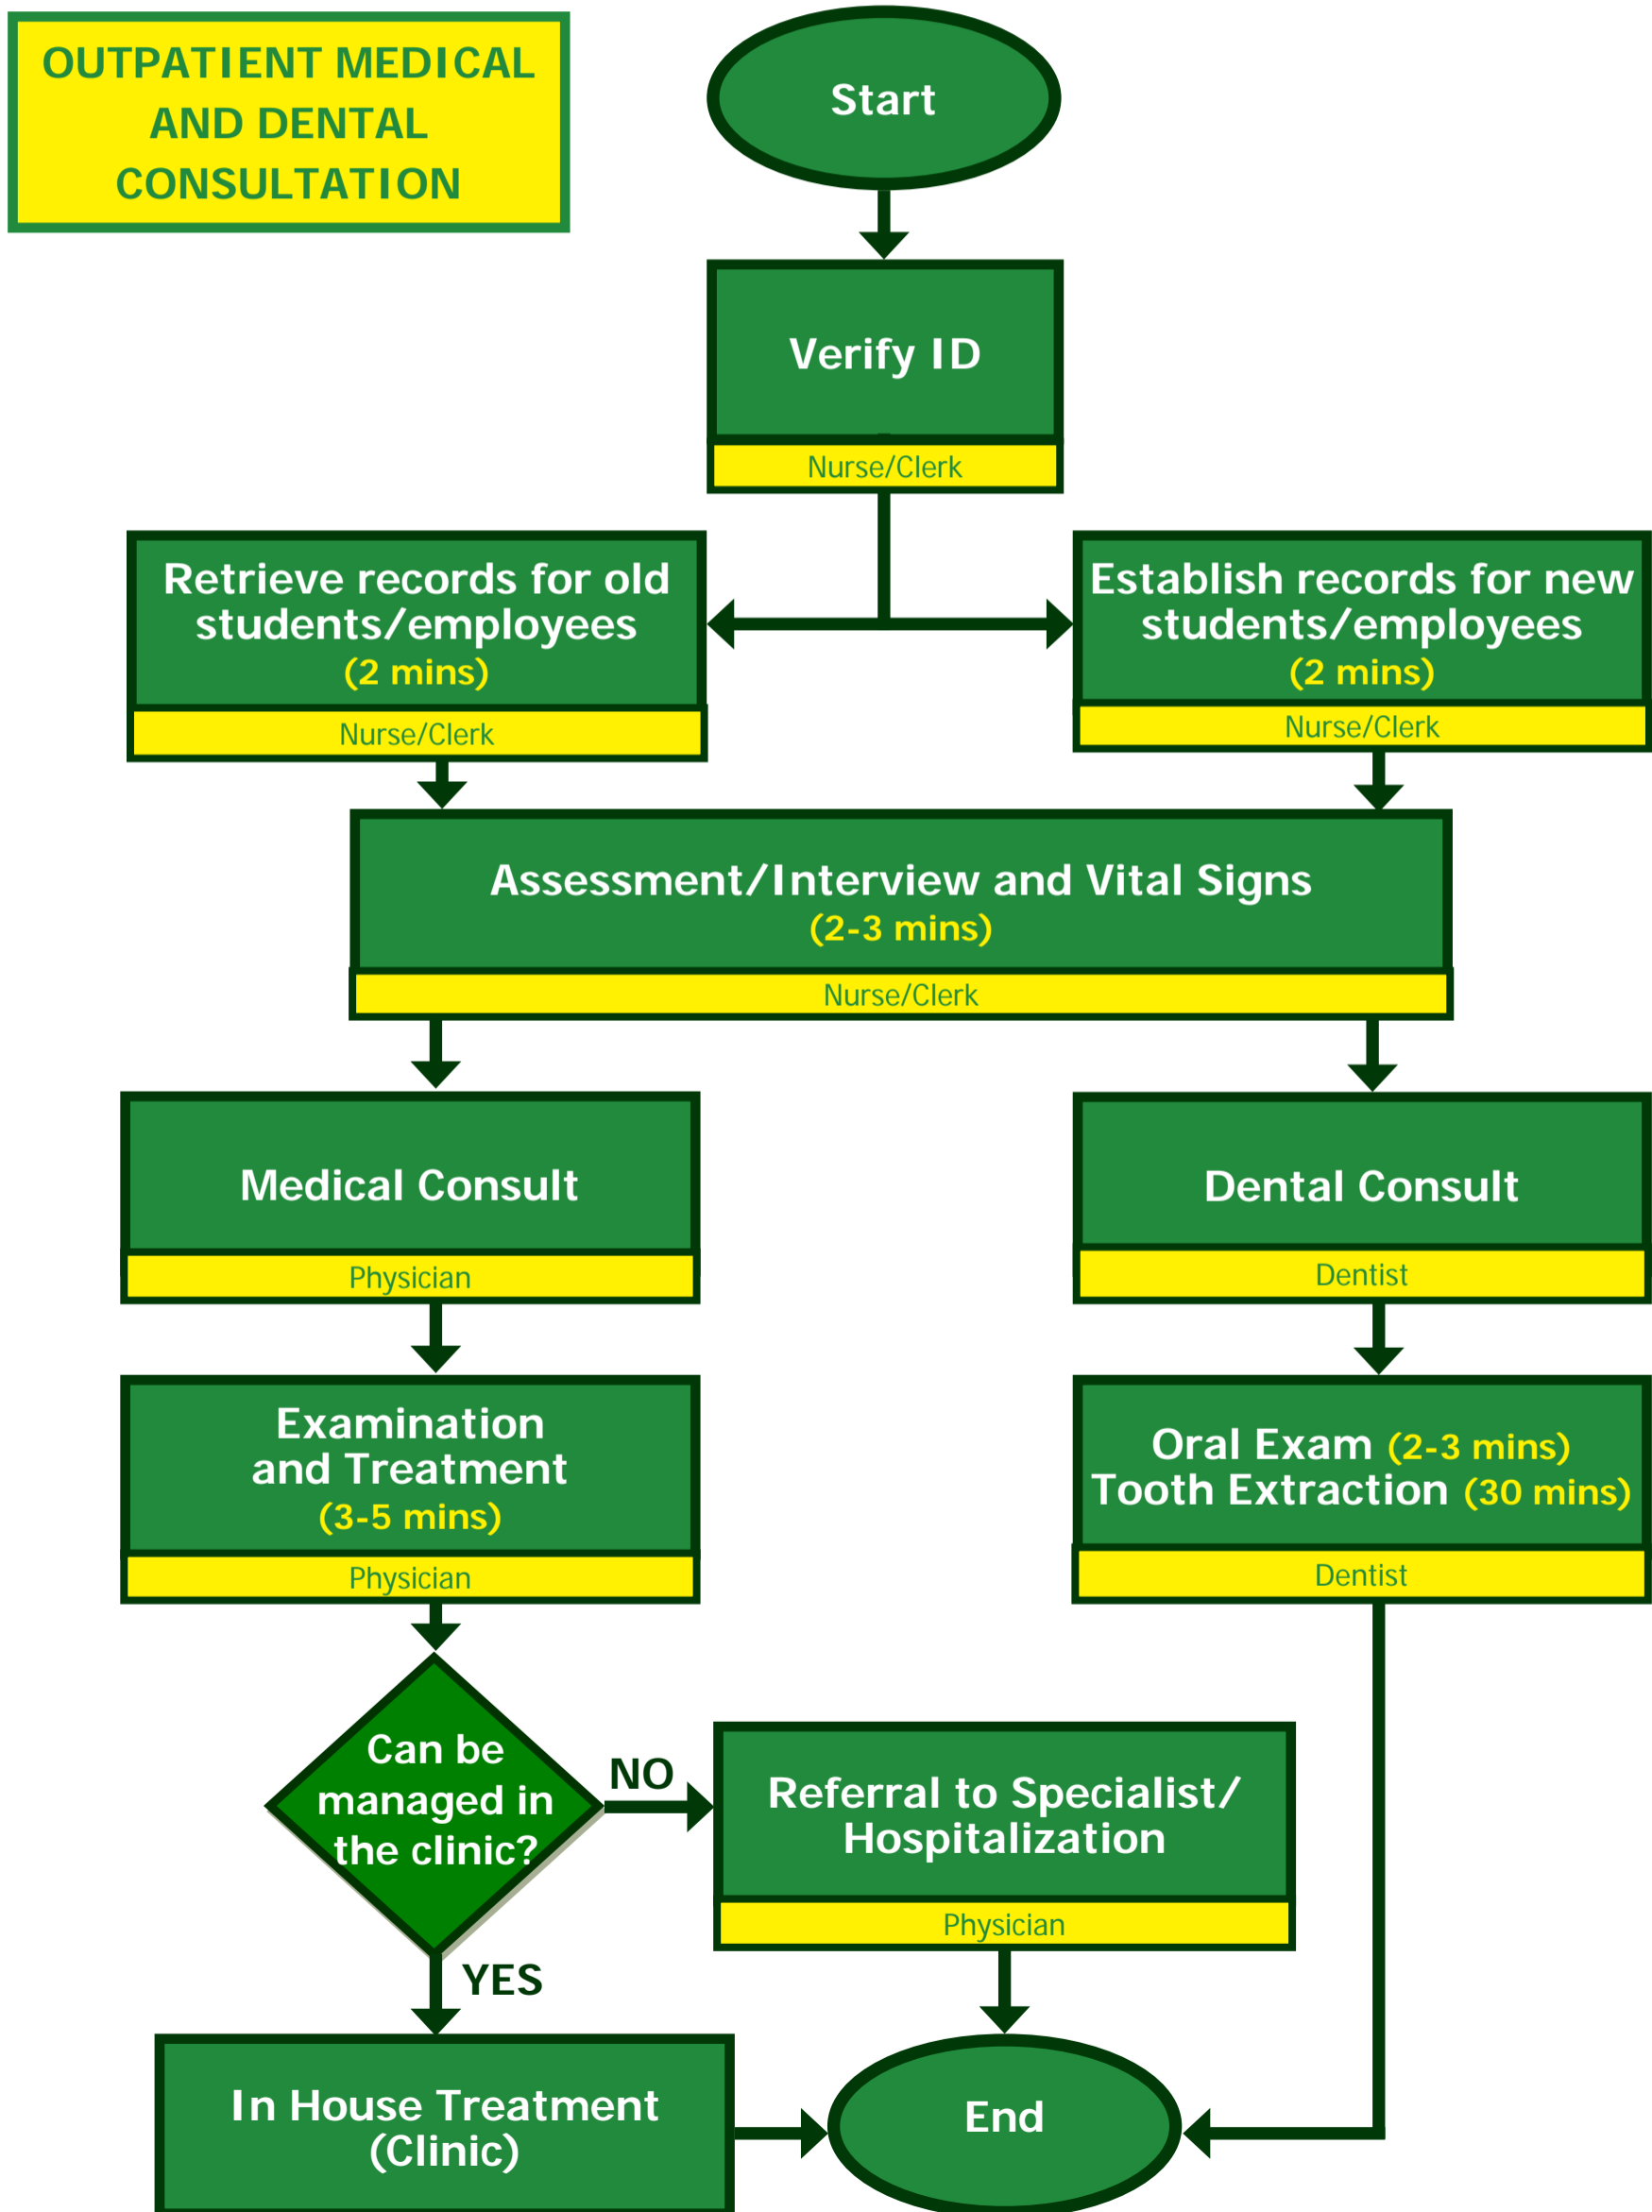 OUTPATIENT MEDICAL
AND DENTAL
CONSULTATION
Start
Verify ID
Nurse/Clerk
Retrieve records for old
students/employees
(2 mins)
Nurse/Clerk
Establish records for new
students/employees
(2 mins)
Nurse/Clerk
Assessment/Interview and Vital Signs
(2-3 mins)
Nurse/Clerk
Medical Consult
Physician
Dental Consult
Dentist
Examination
and Treatment
(3-5 mins)
Physician
Oral Exam (2-3 mins)
Tooth Extraction (30 mins)
Dentist
Can be
managed in
the clinic?
NO
Referral to Specialist/
Hospitalization
Physician
YES
In House Treatment
(Clinic)
End